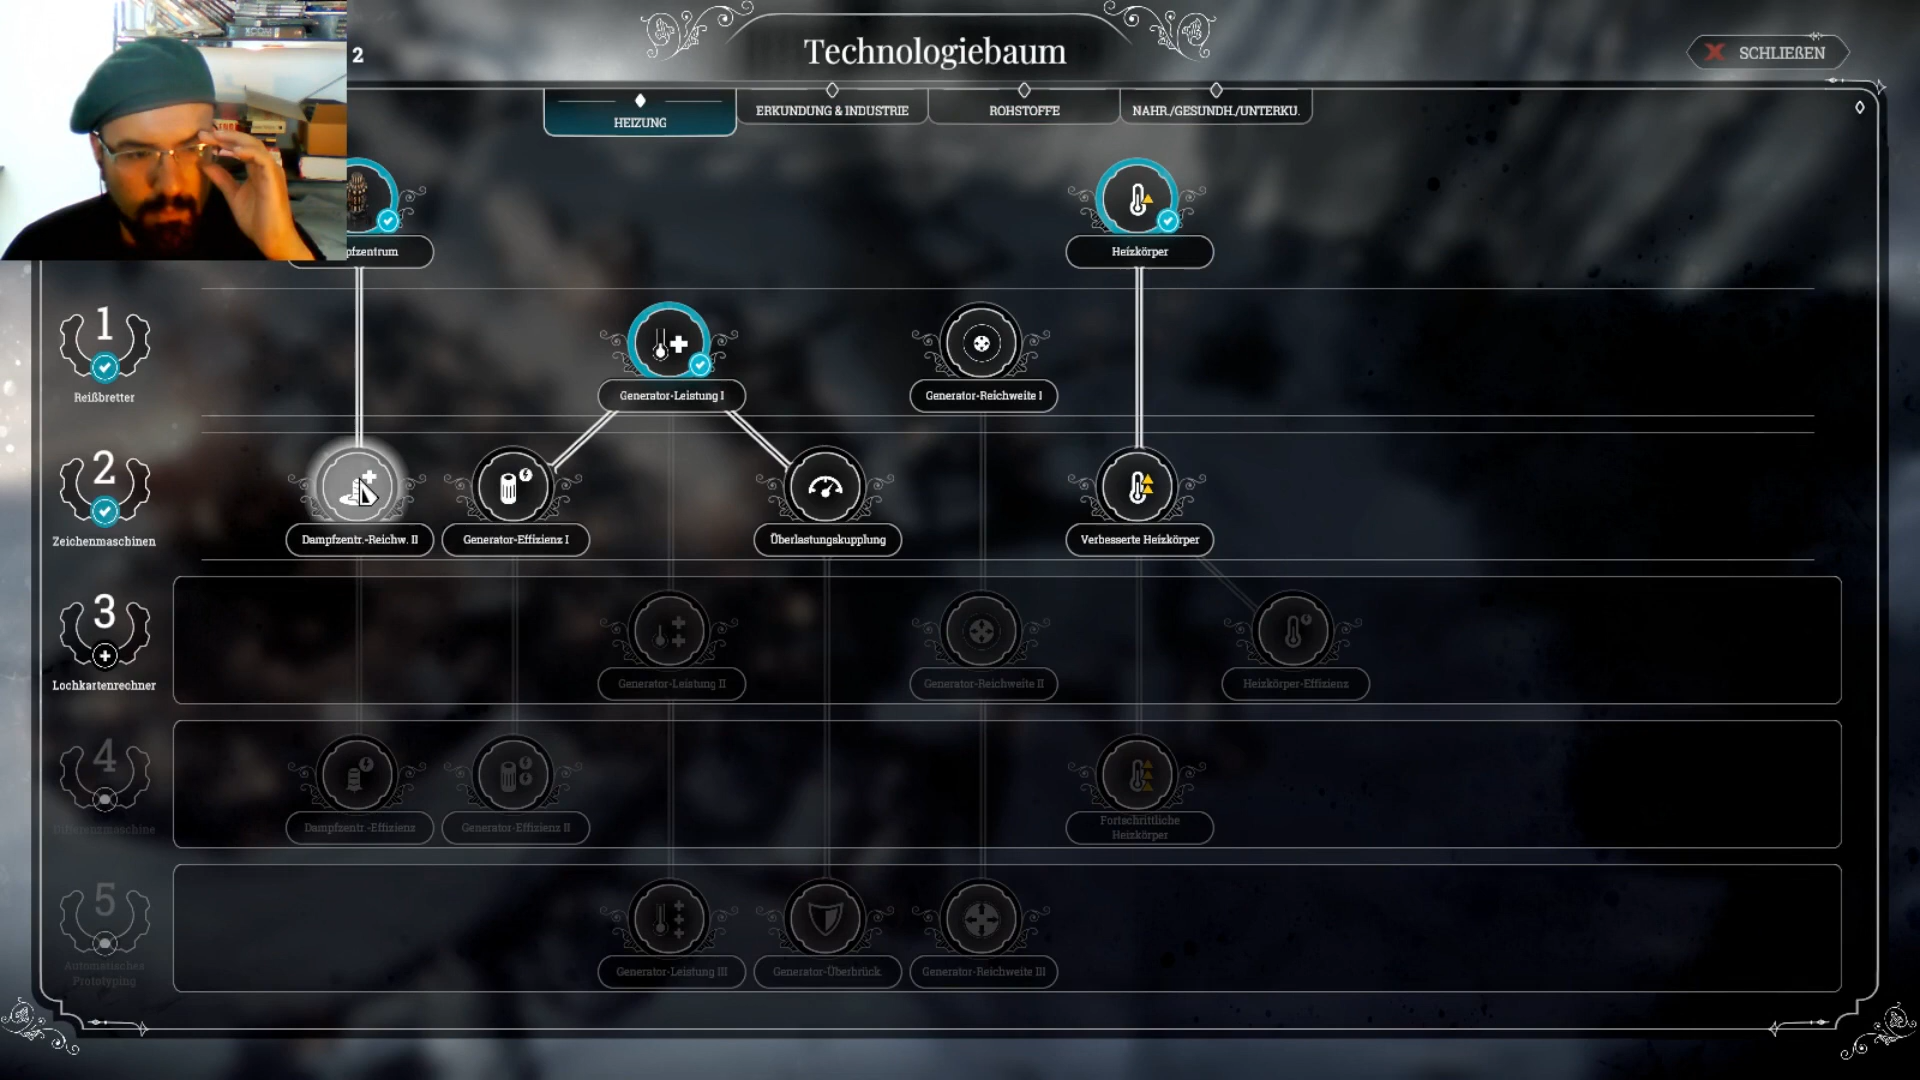 2
Technologiebaum
SCHLIEẞEN
HEIZUNG
ERKUNDUNG & INDUSTRIE
ROHSTOFFE
NAHR./GESUNDH./UNTERKU.
pfzentrum
Heizkörper
1
Reißbretter
Generator-Leistung I
Generator-Reichweite I
2
Zeichenmaschinen
Dampfzentr.-Reichw. II
Generator-Effizienz I
Überlastungskupplung
Verbesserte Heizkörper
3
Lochkartenrechner
Generator-Leistung II
Generator-Reichweite II
Heizkörper-Effizienz
4
Differenzmaschine
Dampfzentr.-Effizienz
Generator-Effizienz II
Fortschrittliche
Heizkörper
5
Automatisches
Prototyping
Generator-Leistung III
Generator-Überbrück.
Generator-Reichweite III